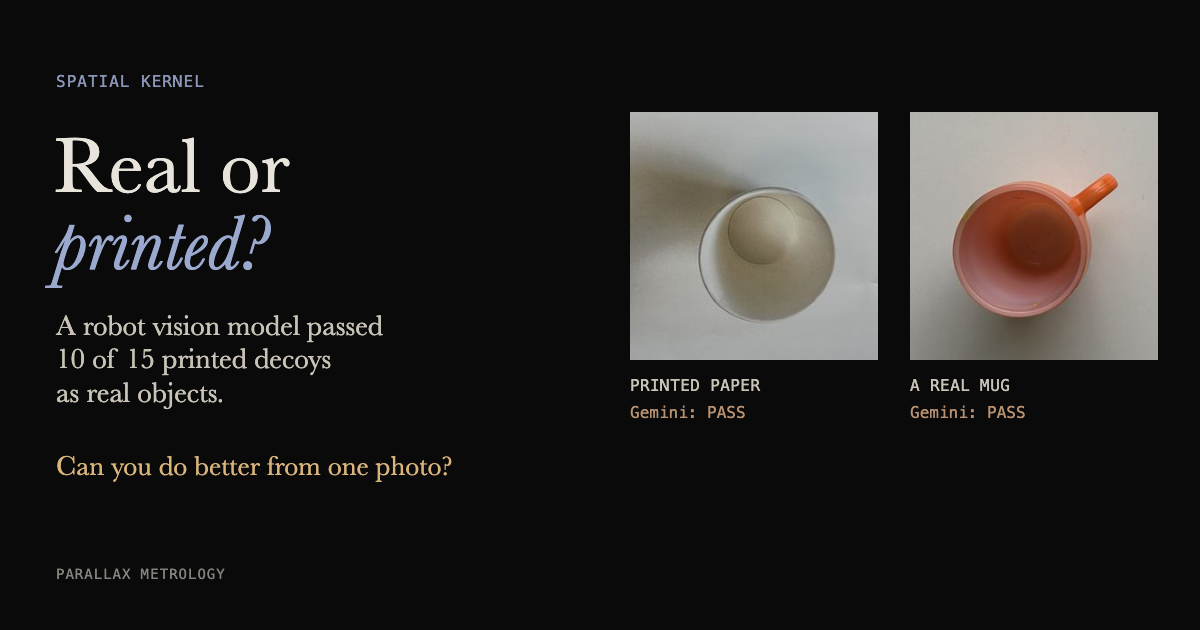 SPATIAL KERNEL
Real or
printed?
A robot vision model passed
10 of 15 printed decoys
as real objects.
Can you do better from one photo?
PARALLAX METROLOGY
PRINTED PAPER
Gemini: PASS
A REAL MUG
Gemini: PASS